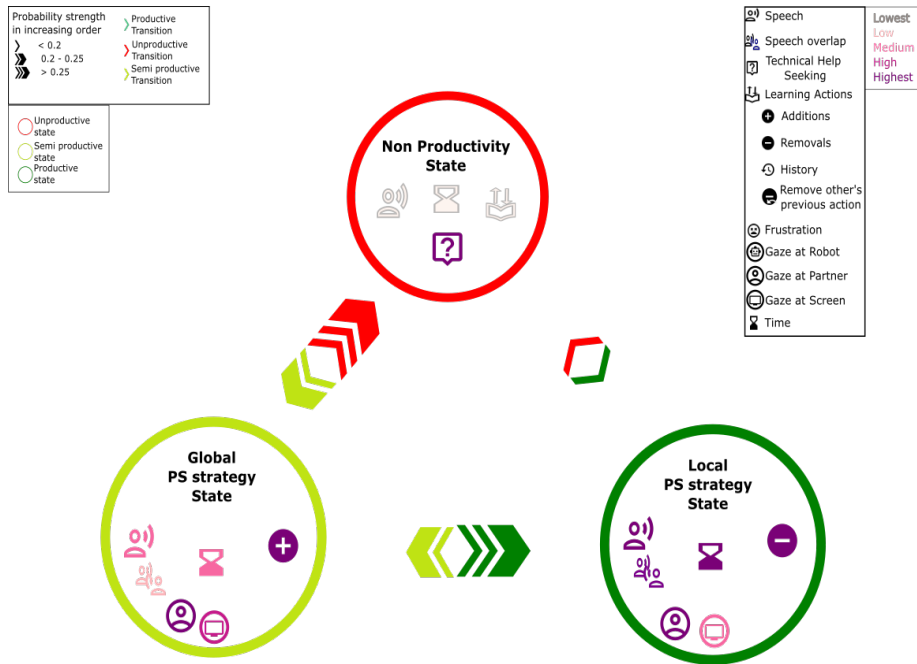 Probability strength
in increasing order
< 0.2
0.2 - 0.25
> 0.25
Productive
Transition
Unproductive
Transition
Semi productive
Transition
Unproductive
state
Semi productive
state
Productive
state
Speech
Speech overlap
Technical Help
Seeking
Learning Actions
Additions
Removals
History
Remove other's
previous action
Frustration
Gaze at Robot
Gaze at Partner
Gaze at Screen
Time
Lowest
Low
Medium
High
Highest
Non Productivity
State
Global
PS strategy
State
Local
PS strategy
State